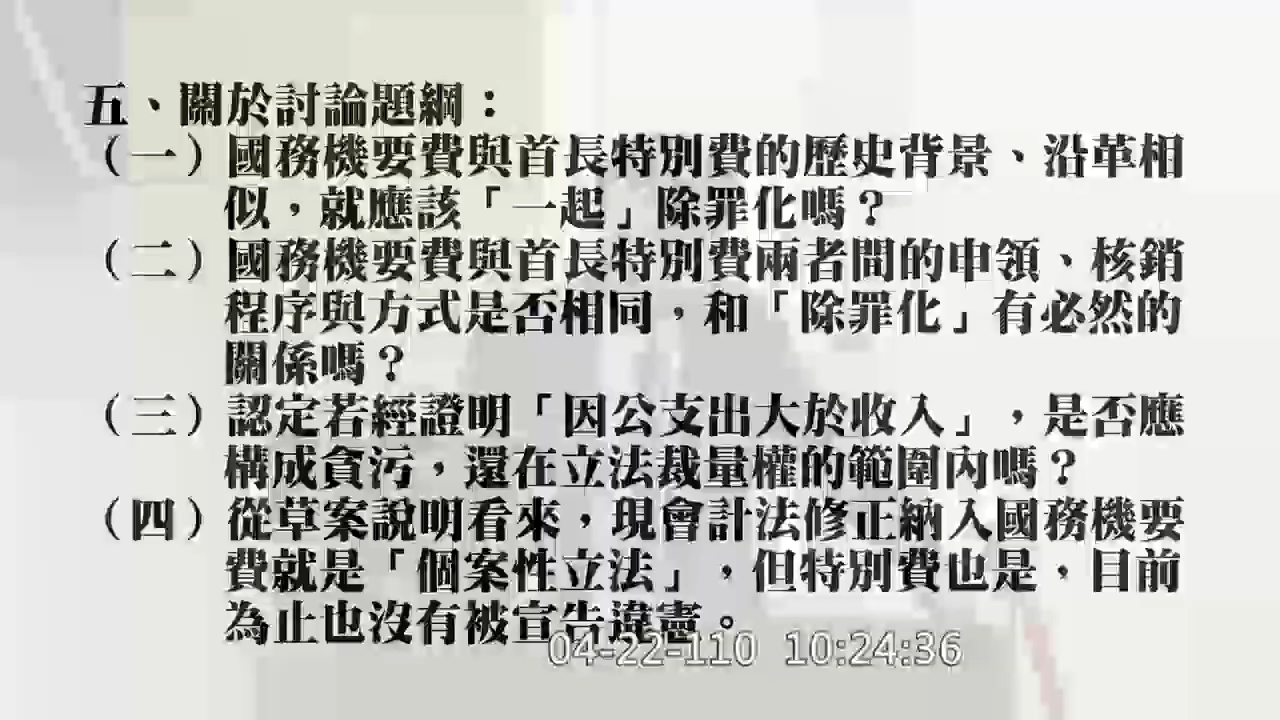 五、關於討論題綱：
（一）國務機要費與首長特別費的歷史背景、沿革相
似，就應該「一起」除罪化嗎？
（二）國務機要費與首長特別費兩者間的申領、核銷
程序與方式是否相同，和「除罪化」有必然的
關係嗎？
（三）認定若經證明「因公支出大於收入」，是否應
構成貪污，還在立法裁量權的範圍內嗎？
（四）從草案說明看來，現會計法修正納入國務機要
費就是「個案性立法」，但特別費也是，目前
為止也沒有被宣告違憲。
04-22-110 10:24:36